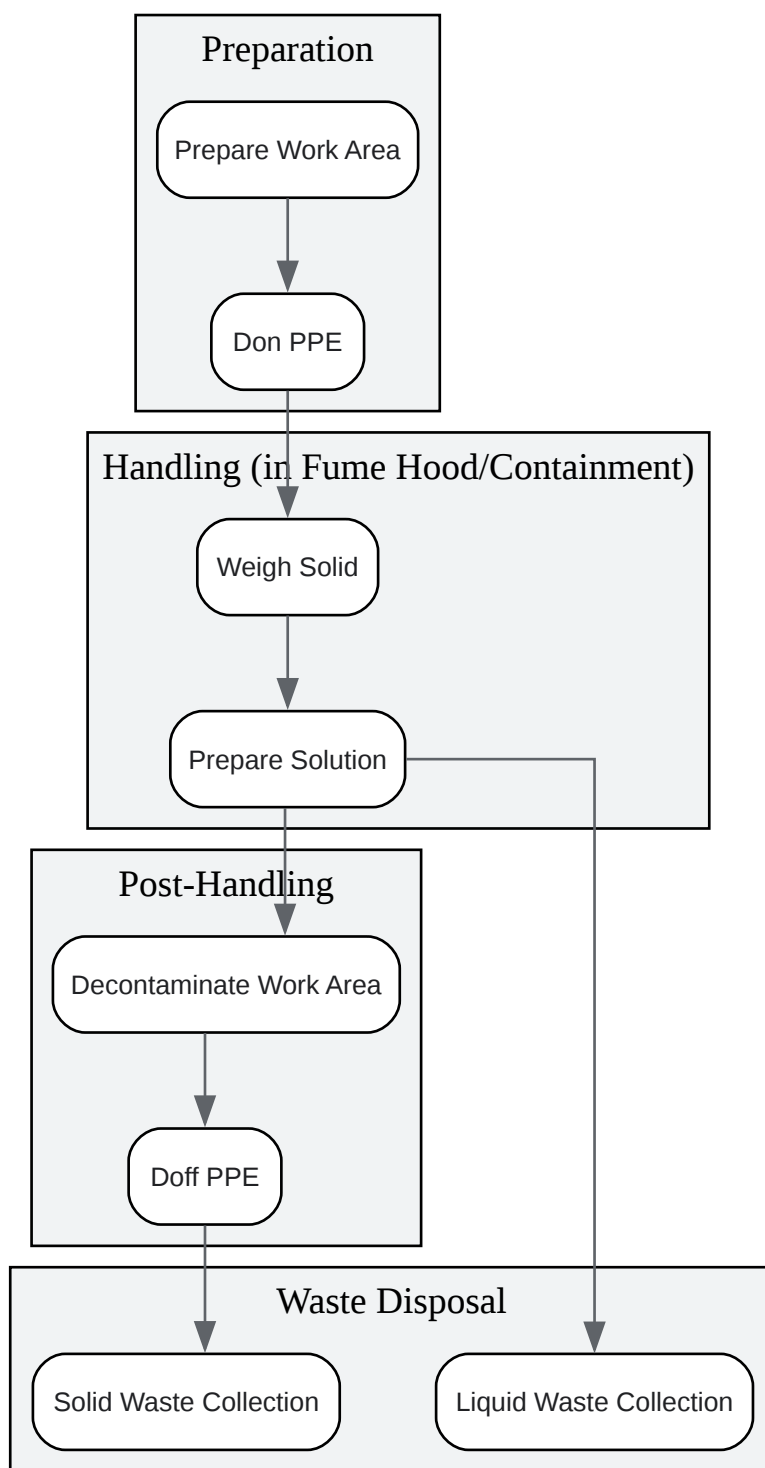 Preparation
Prepare Work Area
Don PPE
Handling (in Fume Hood/Containment)
Weigh Solid
Prepare Solution
Post-Handling
Decontaminate Work Area
Doff PPE
Waste Disposal
Solid Waste Collection
Liquid Waste Collection